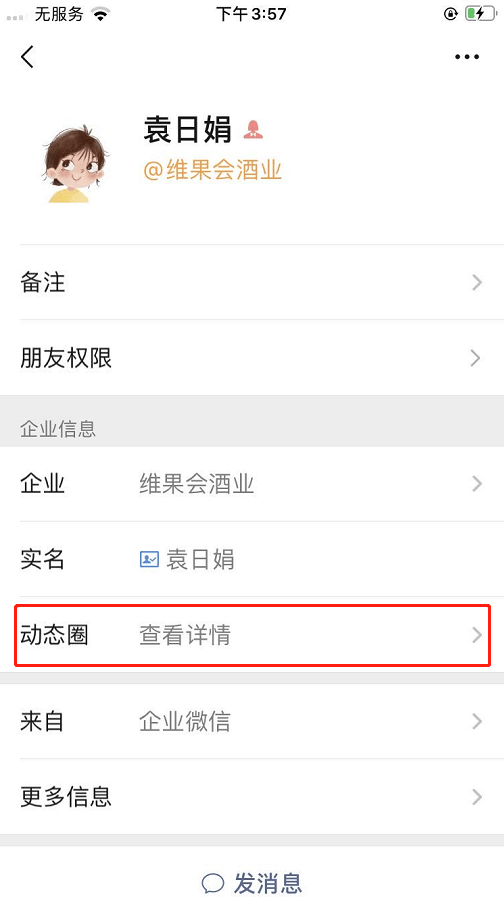 无服务 下午3:57
袁日娟
@维果会酒业
备注
朋友权限
企业信息
企业 维果会酒业
实名 袁日娟
动态圈 查看详情
来自 企业微信
更多信息
发消息